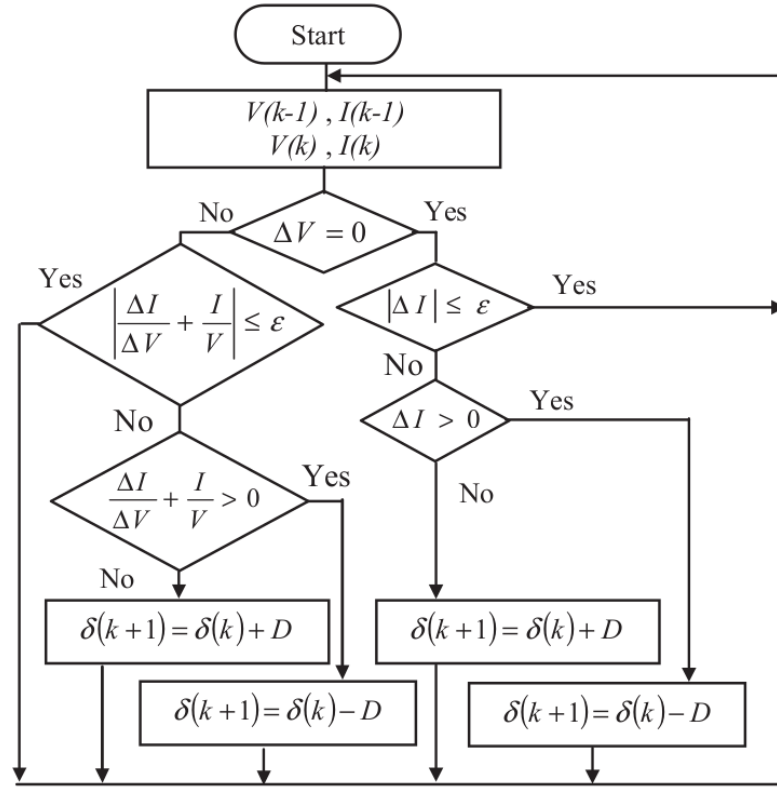 Start
V(k-1) , I(k-1)
V(k) , I(k)
No
Yes
ΔV = 0
Yes
|ΔI/ΔV + I/V| ≤ ε
|ΔI| ≤ ε
Yes
No
No
ΔI > 0
Yes
ΔI/ΔV + I/V > 0
Yes
No
No
δ(k+1)=δ(k)+D
δ(k+1)=δ(k)+D
δ(k+1)=δ(k)−D
δ(k+1)=δ(k)−D